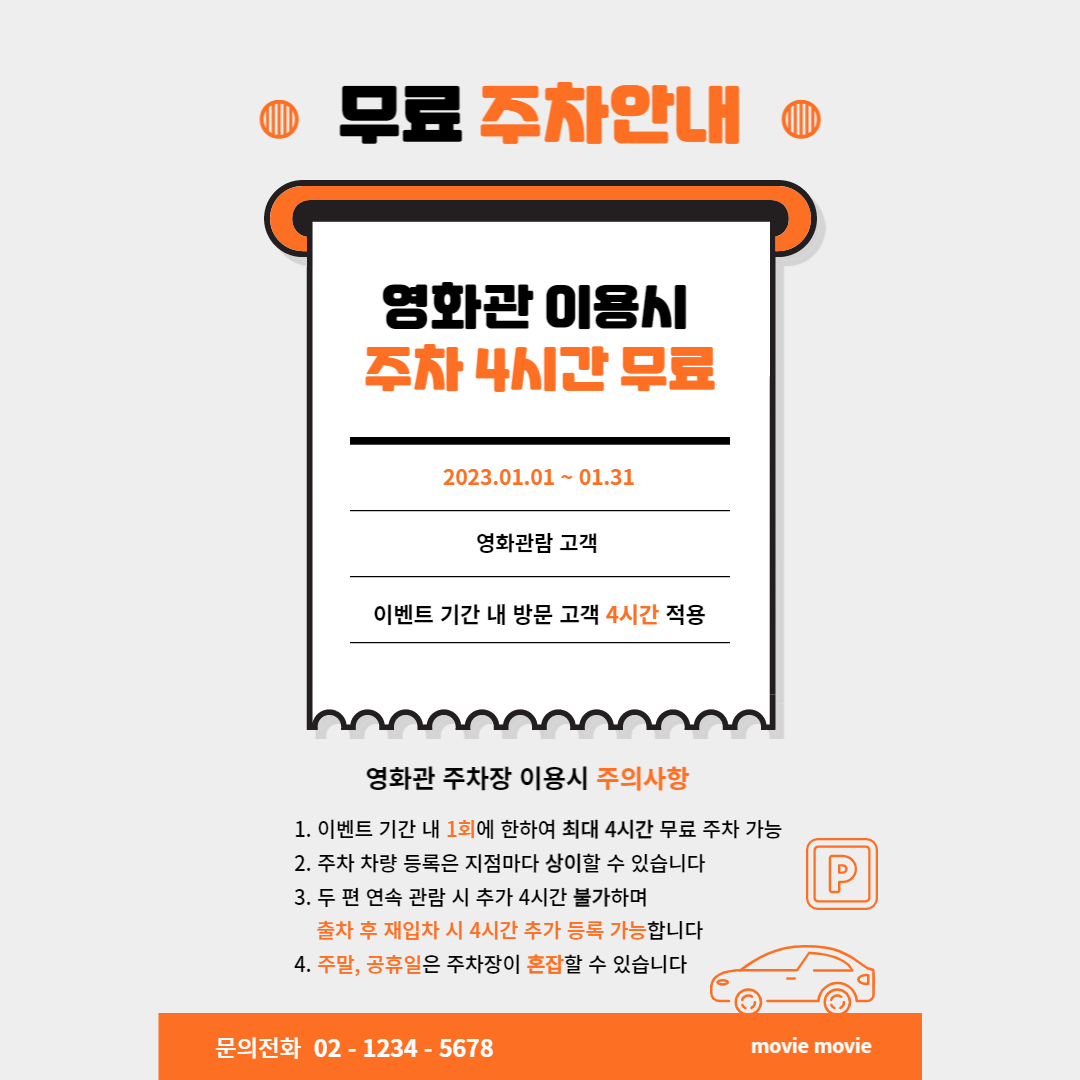 무료 주차안내
영화관 이용시
주차 4시간 무료
2023.01.01 ~ 01.31
영화관람 고객
이벤트 기간 내 방문 고객 4시간 적용
영화관 주차장 이용시 주의사항
1. 이벤트 기간 내 1회에 한하여 최대 4시간 무료 주차 가능
2. 주차 차량 등록은 지점마다 상이할 수 있습니다
3. 두 편 연속 관람 시 추가 4시간 불가하며
출차 후 재입차 시 4시간 추가 등록 가능합니다
4. 주말, 공휴일은 주차장이 혼잡할 수 있습니다
P
문의전화 02 - 1234 - 5678
movie movie